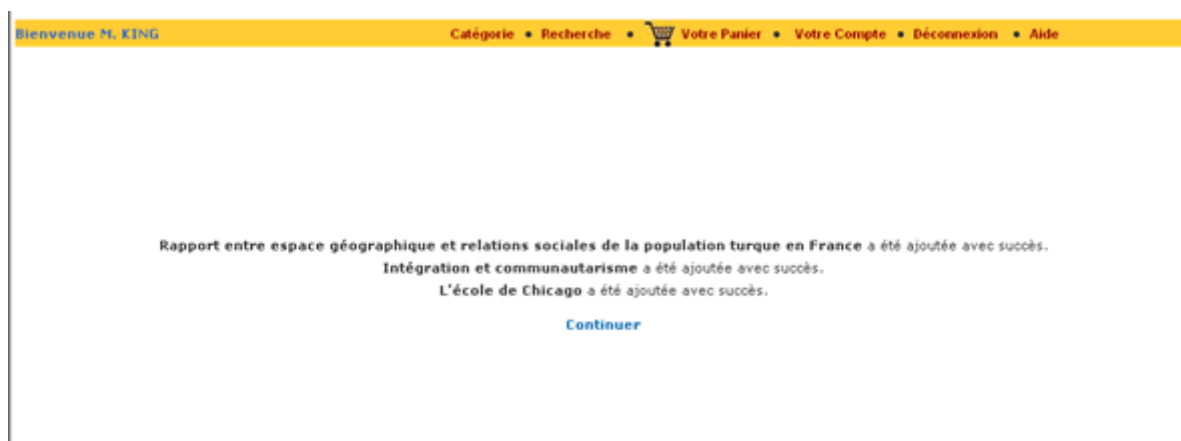 Bienvenue M. KING Catégorie • Recherche • Votre Panier • Votre Compte • Déconnexion • Aide
Rapport entre espace géographique et relations sociales de la population turque en France a été ajoutée avec succès.
Intégration et communautarisme a été ajoutée avec succès.
L'école de Chicago a été ajoutée avec succès.
Continuer